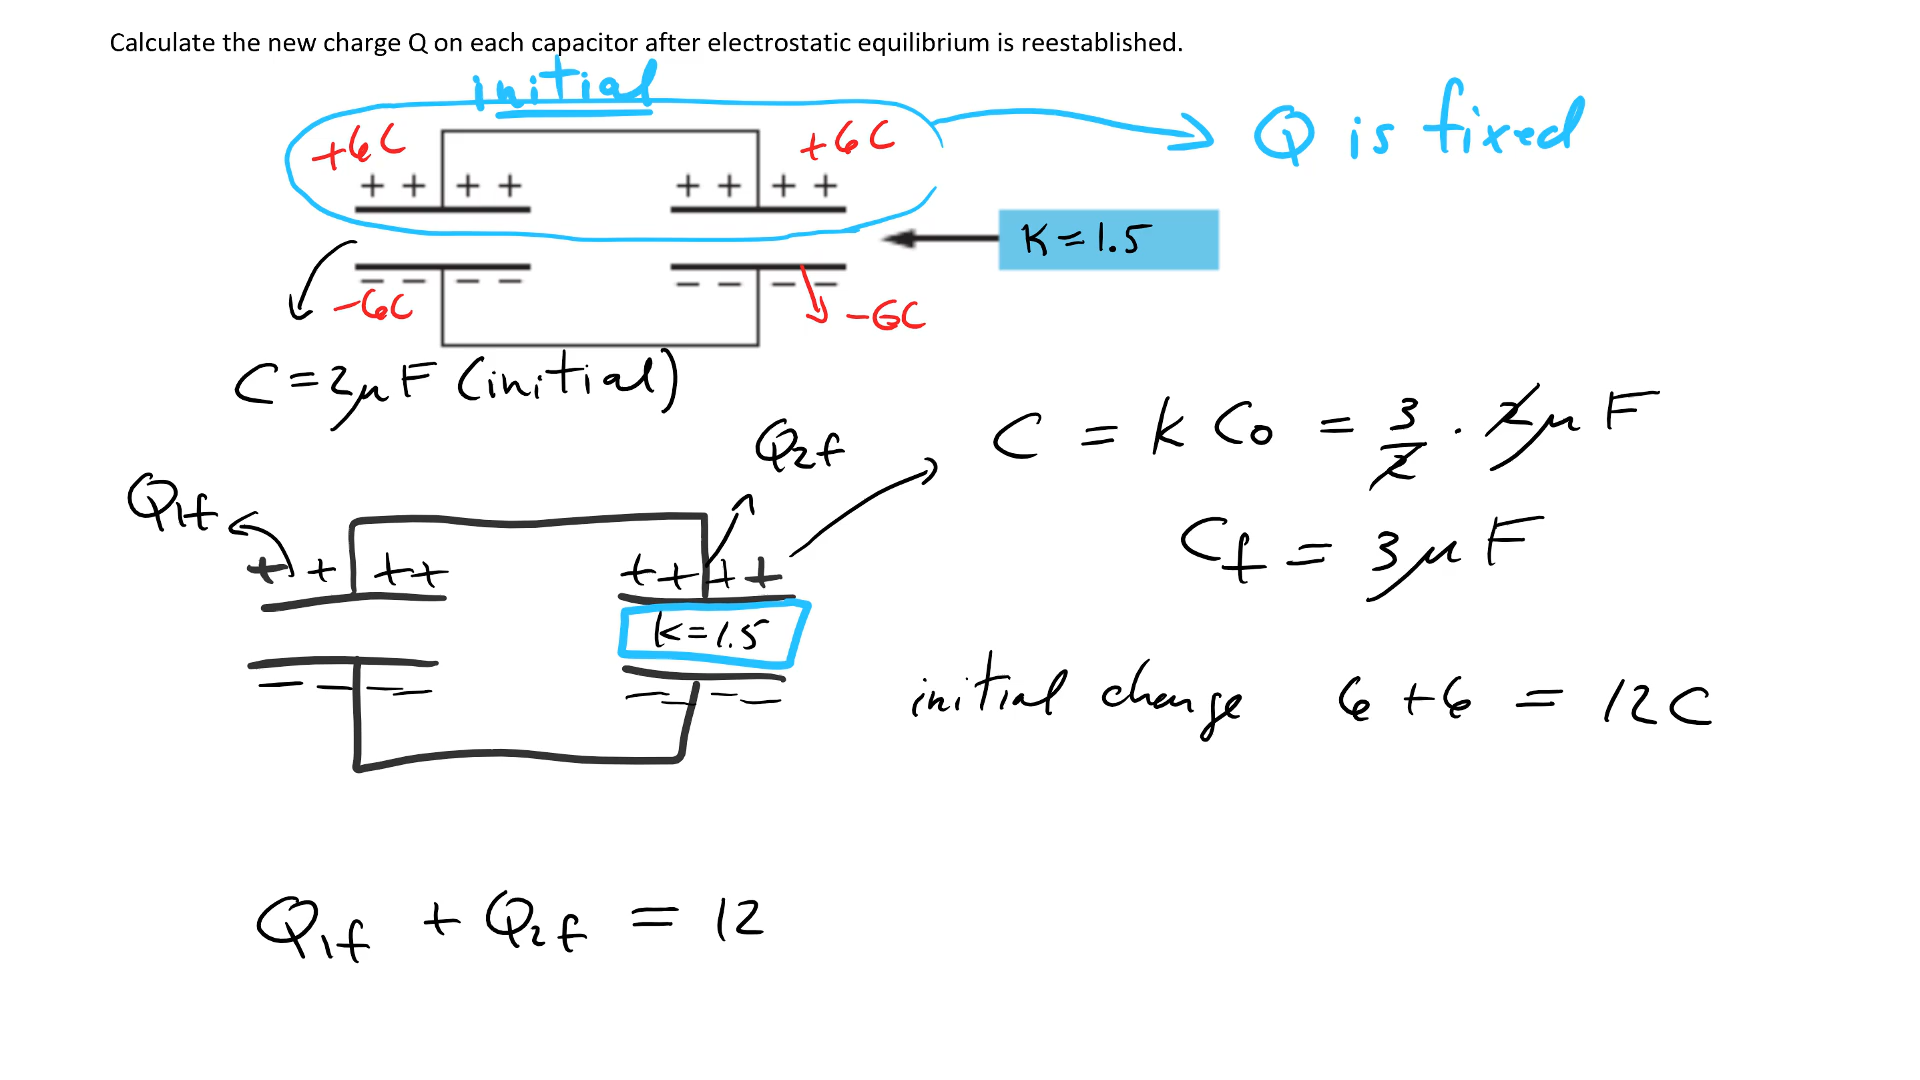 Calculate the new charge Q on each capacitor after electrostatic equilibrium is reestablished.
initial
Q is fixed
+6C +6C
+ + + + + + + +
K = 1.5
− − − − − − − −
−6C −6C
C = 2μF (initial)
C = k C₀ = 3/2 · 2μF
Q2f
Q1f
+ + + + + + + +
Cf = 3μF
k = 1.5
− − − − − − − −
initial charge 6 + 6 = 12C
Q1f + Q2f = 12